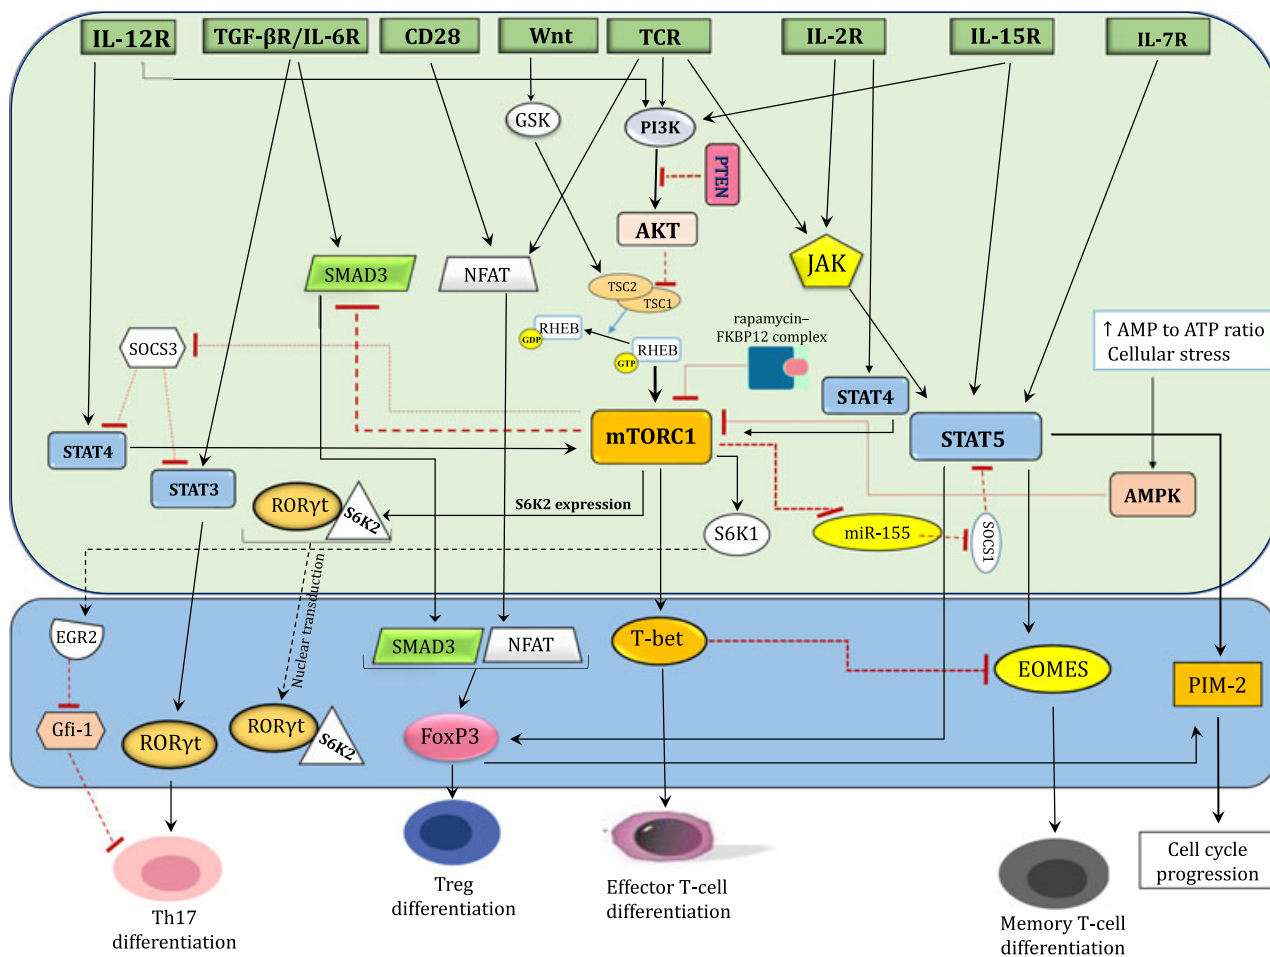 IL-12R
TGF-βR/IL-6R
CD28
Wnt
TCR
IL-2R
IL-15R
IL-7R
GSK
PI3K
PTEN
AKT
SMAD3
NFAT
JAK
TSC2
TSC1
RHEB
GDP
RHEB
GTP
rapamycin–
FKBP12 complex
↑ AMP to ATP ratio
Cellular stress
SOCS3
STAT4
mTORC1
STAT4
STAT5
STAT3
RORγt
S6K2
S6K2 expression
S6K1
miR-155
SOCS1
AMPK
Nuclear transduction
EGR2
SMAD3
NFAT
T-bet
EOMES
PIM-2
Gfi-1
RORγt
RORγt
S6K2
FoxP3
Th17
differentiation
Treg
differentiation
Effector T-cell
differentiation
Memory T-cell
differentiation
Cell cycle
progression